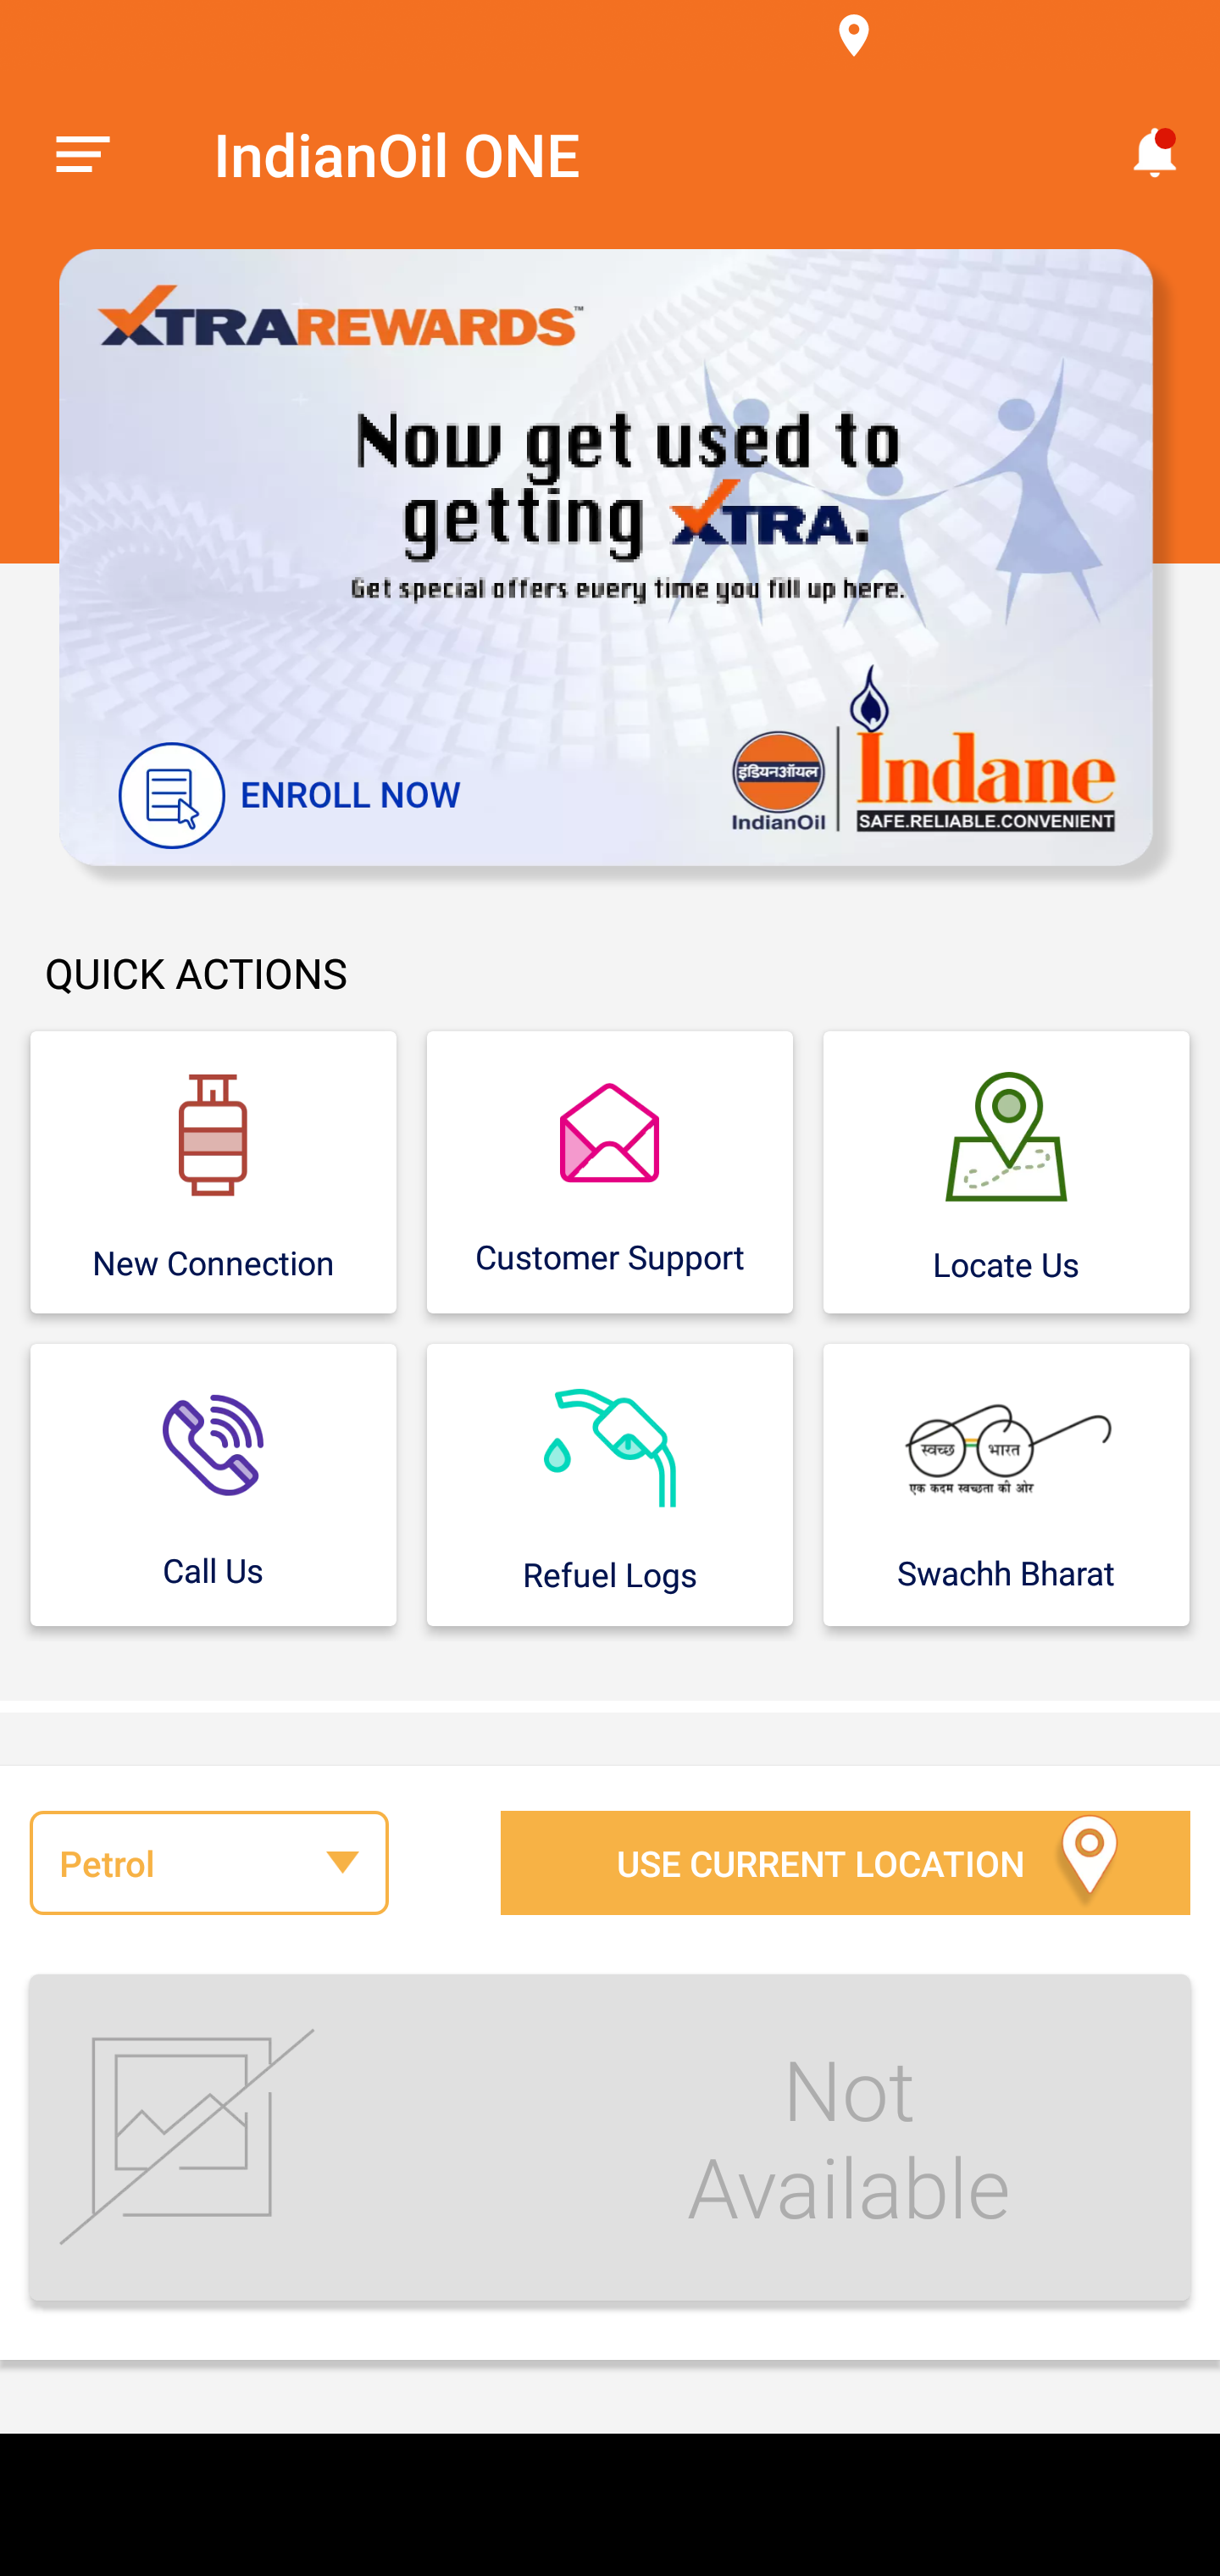 IndianOil ONE
XTRAREWARDS™
Now get used to
getting XTRA.
Get special offers every time you fill up here.
ENROLL NOW
इंडियनऑयल
IndianOil
Indane
SAFE.RELIABLE.CONVENIENT
QUICK ACTIONS
New Connection
Customer Support
Locate Us
Call Us
Refuel Logs
स्वच्छ भारत
एक कदम स्वच्छता की ओर
Swachh Bharat
Petrol
USE CURRENT LOCATION
Not
Available